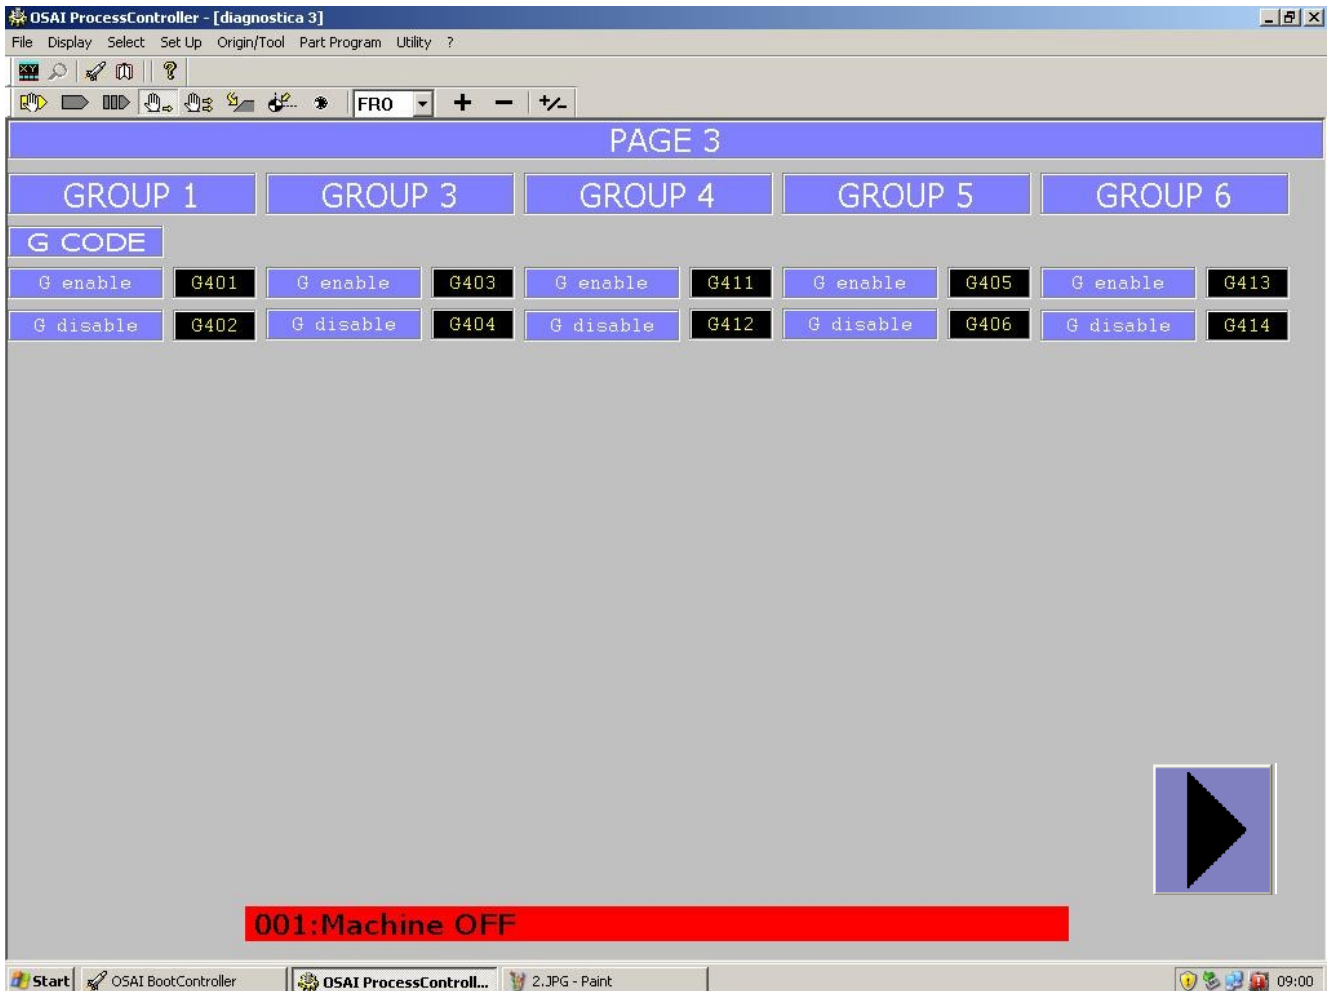 OSAI ProcessController - [diagnostica 3]
File Display Select Set Up Origin/Tool Part Program Utility ?
FRO
PAGE 3
GROUP 1 GROUP 3 GROUP 4 GROUP 5 GROUP 6
G CODE
G enable G401 G enable G403 G enable G411 G enable G405 G enable G413
G disable G402 G disable G404 G disable G412 G disable G406 G disable G414
001:Machine OFF
Start OSAI BootController OSAI ProcessControll... 2.JPG - Paint 09:00